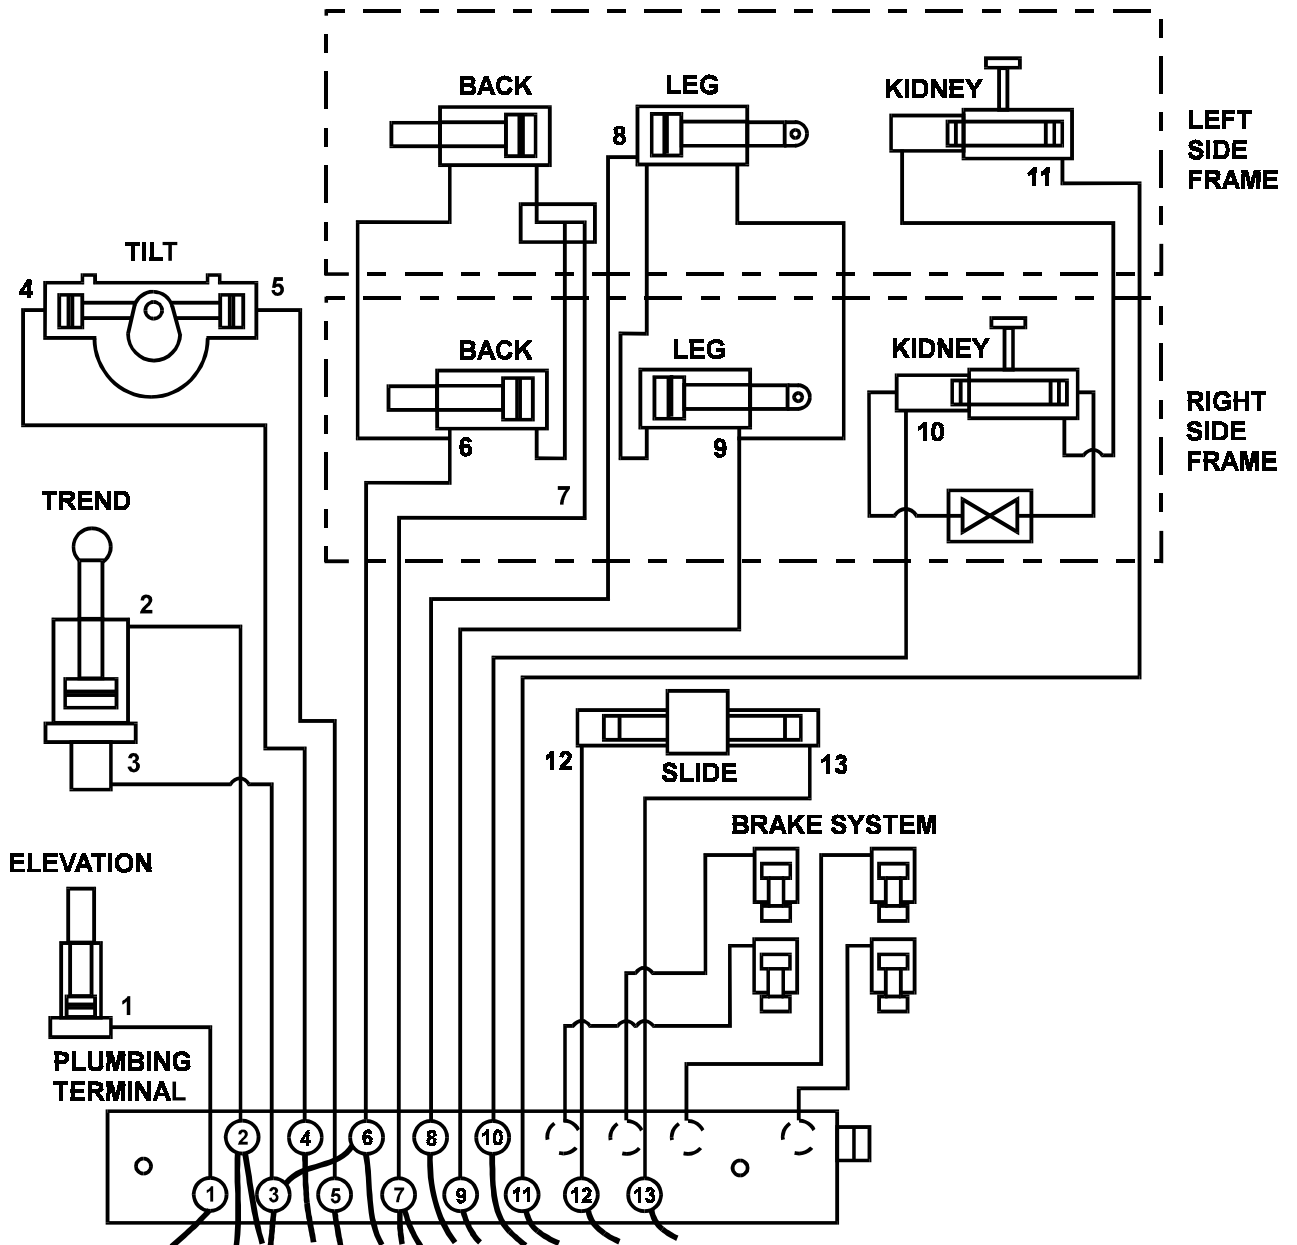 BACK
LEG
KIDNEY
8
11
LEFT
SIDE
FRAME
TILT
4
5
BACK
LEG
KIDNEY
6
9
10
7
RIGHT
SIDE
FRAME
TREND
2
3
12
13
SLIDE
BRAKE SYSTEM
ELEVATION
1
PLUMBING
TERMINAL
2 4 6 8 10
1 3 5 7 9 11 12 13